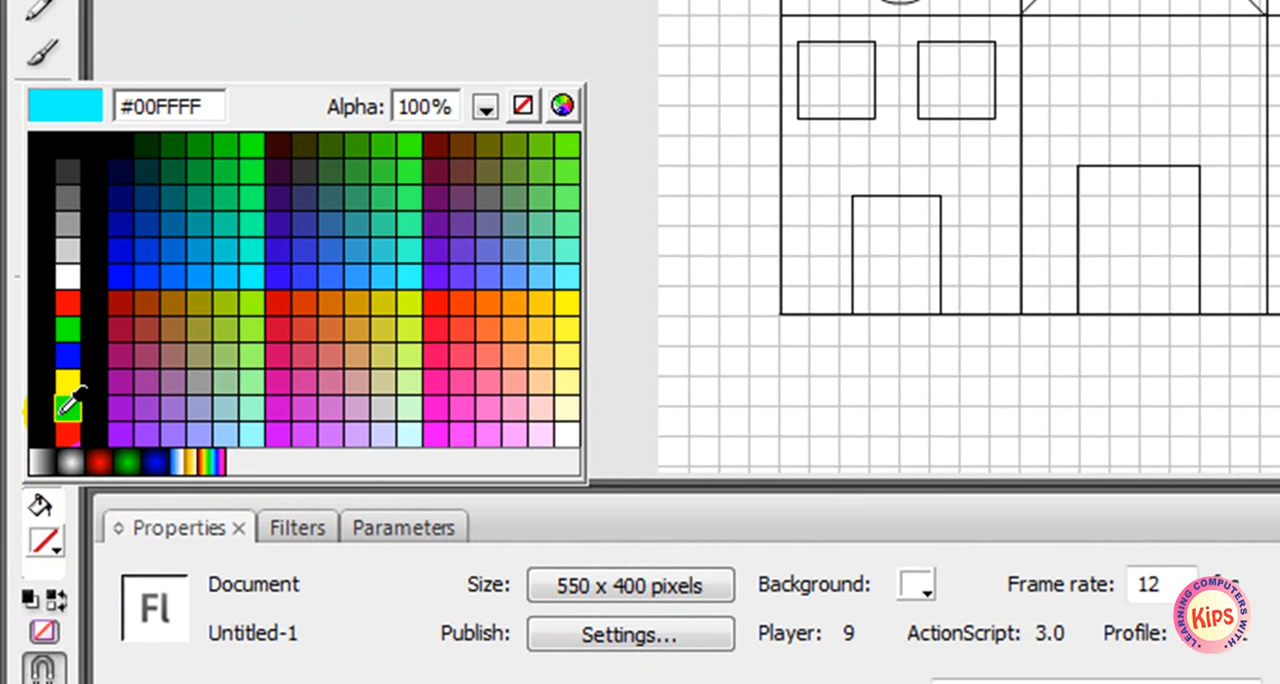 #00FFFF Alpha: 100%
Properties Filters Parameters
Fl Document Size: 550 x 400 pixels Background: Frame rate: 12
Untitled-1 Publish: Settings... Player: 9 ActionScript: 3.0 Profile:
LEARNING COMPUTERS WITH
Kips